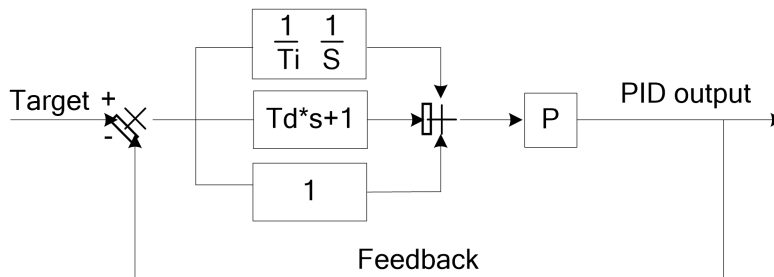 1 1
Ti S
Target + PID output
Td*s+1 P
-
1
Feedback